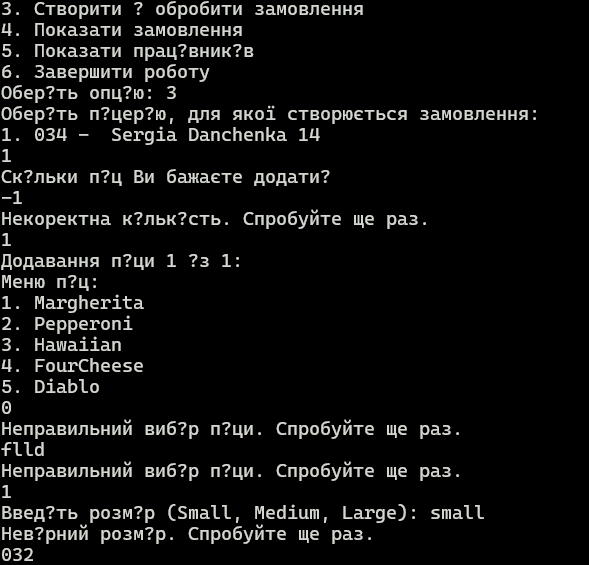 3. Створити ? обробити замовлення
4. Показати замовлення
5. Показати прац?вник?в
6. Завершити роботу
Обер?ть опц?ю: 3
Обер?ть п?цер?ю, для якої створюється замовлення:
1. 034 –  Sergia Danchenka 14
1
Ск?льки п?ц Ви бажаєте додати?
-1
Некоректна к?льк?сть. Спробуйте ще раз.
1
Додавання п?ци 1 ?з 1:
Меню п?ц:
1. Margherita
2. Pepperoni
3. Hawaiian
4. FourCheese
5. Diablo
0
Неправильний виб?р п?ци. Спробуйте ще раз.
flld
Неправильний виб?р п?ци. Спробуйте ще раз.
1
Введ?ть розм?р (Small, Medium, Large): small
Нев?рний розм?р. Спробуйте ще раз.
032